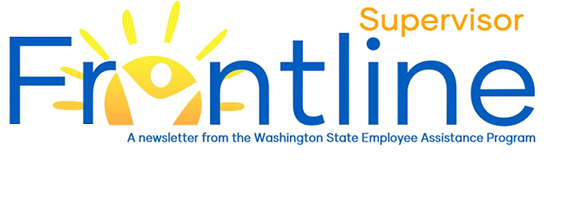 Supervisor
Frontline
A newsletter from the Washington State Employee Assistance Program